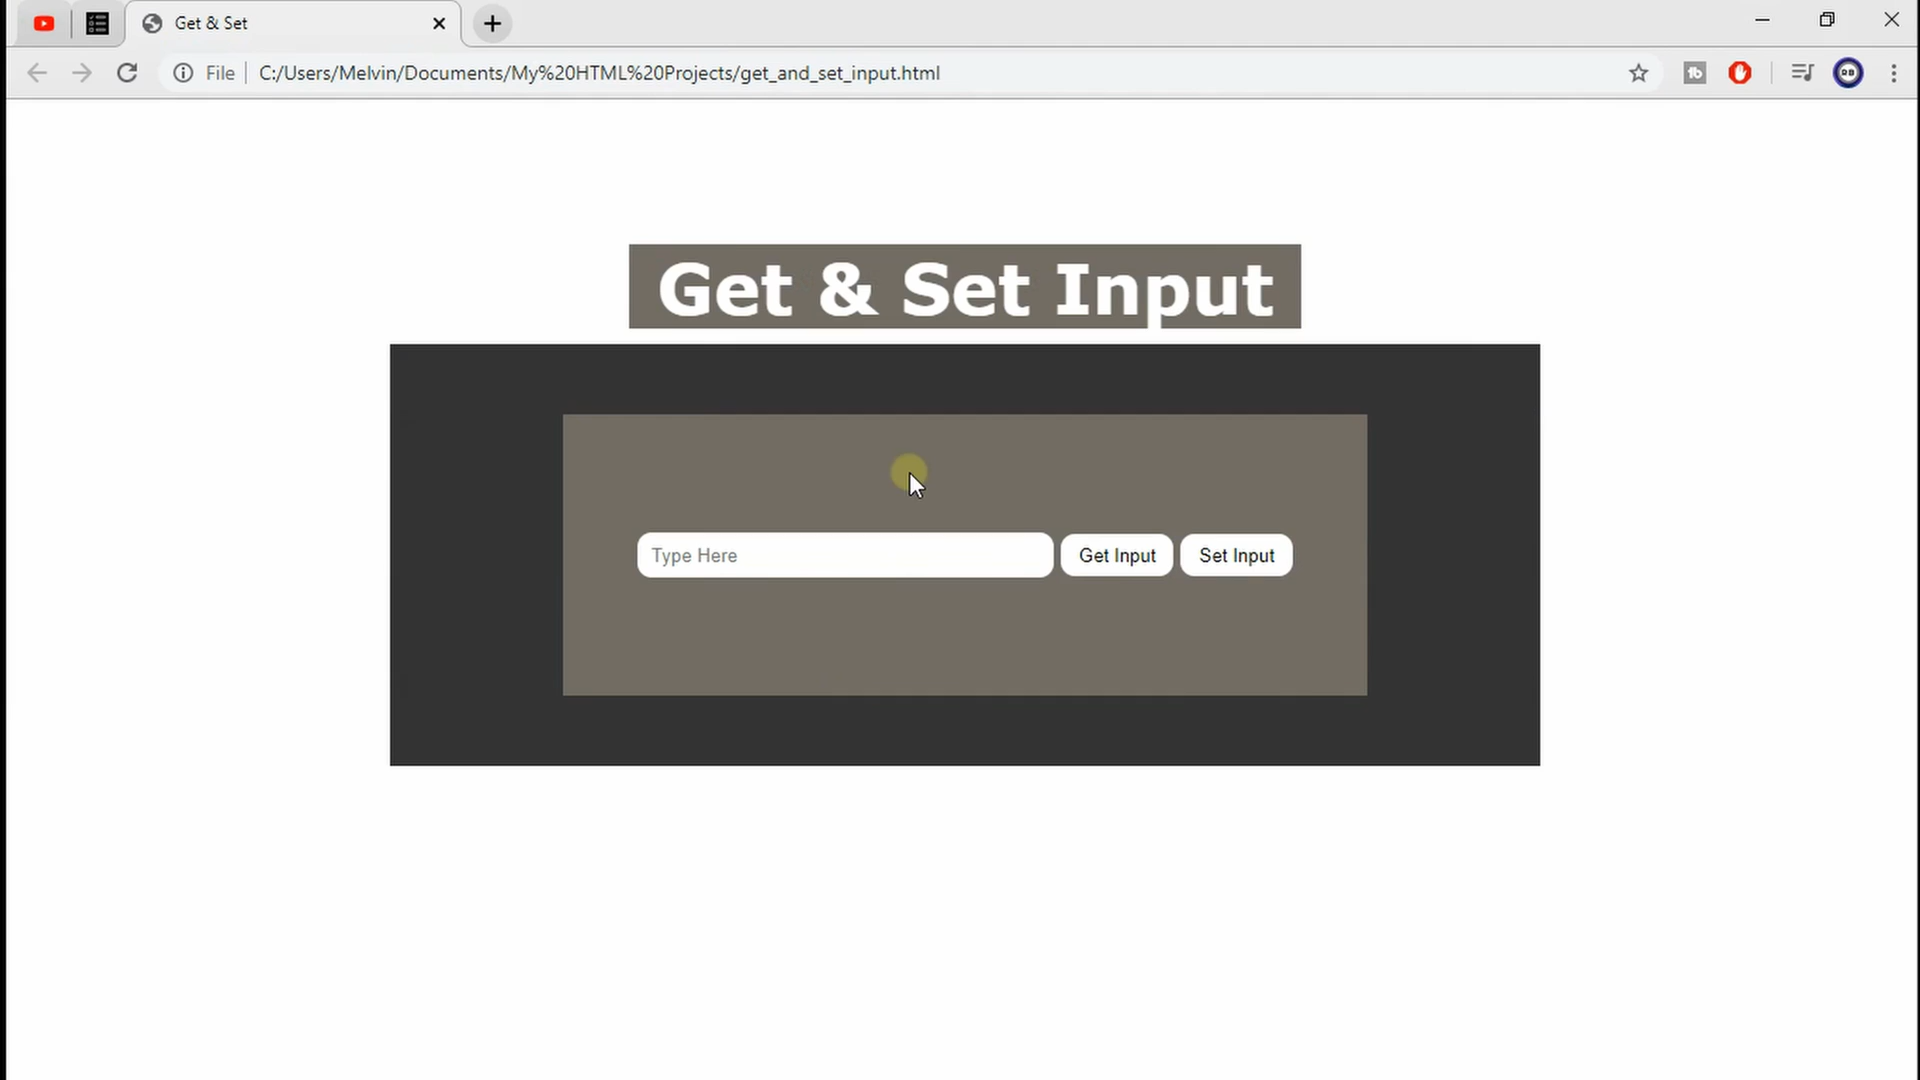 Get & Set
File
C:/Users/Melvin/Documents/My%20HTML%20Projects/get_and_set_input.html
Get & Set Input
Type Here
Get Input
Set Input